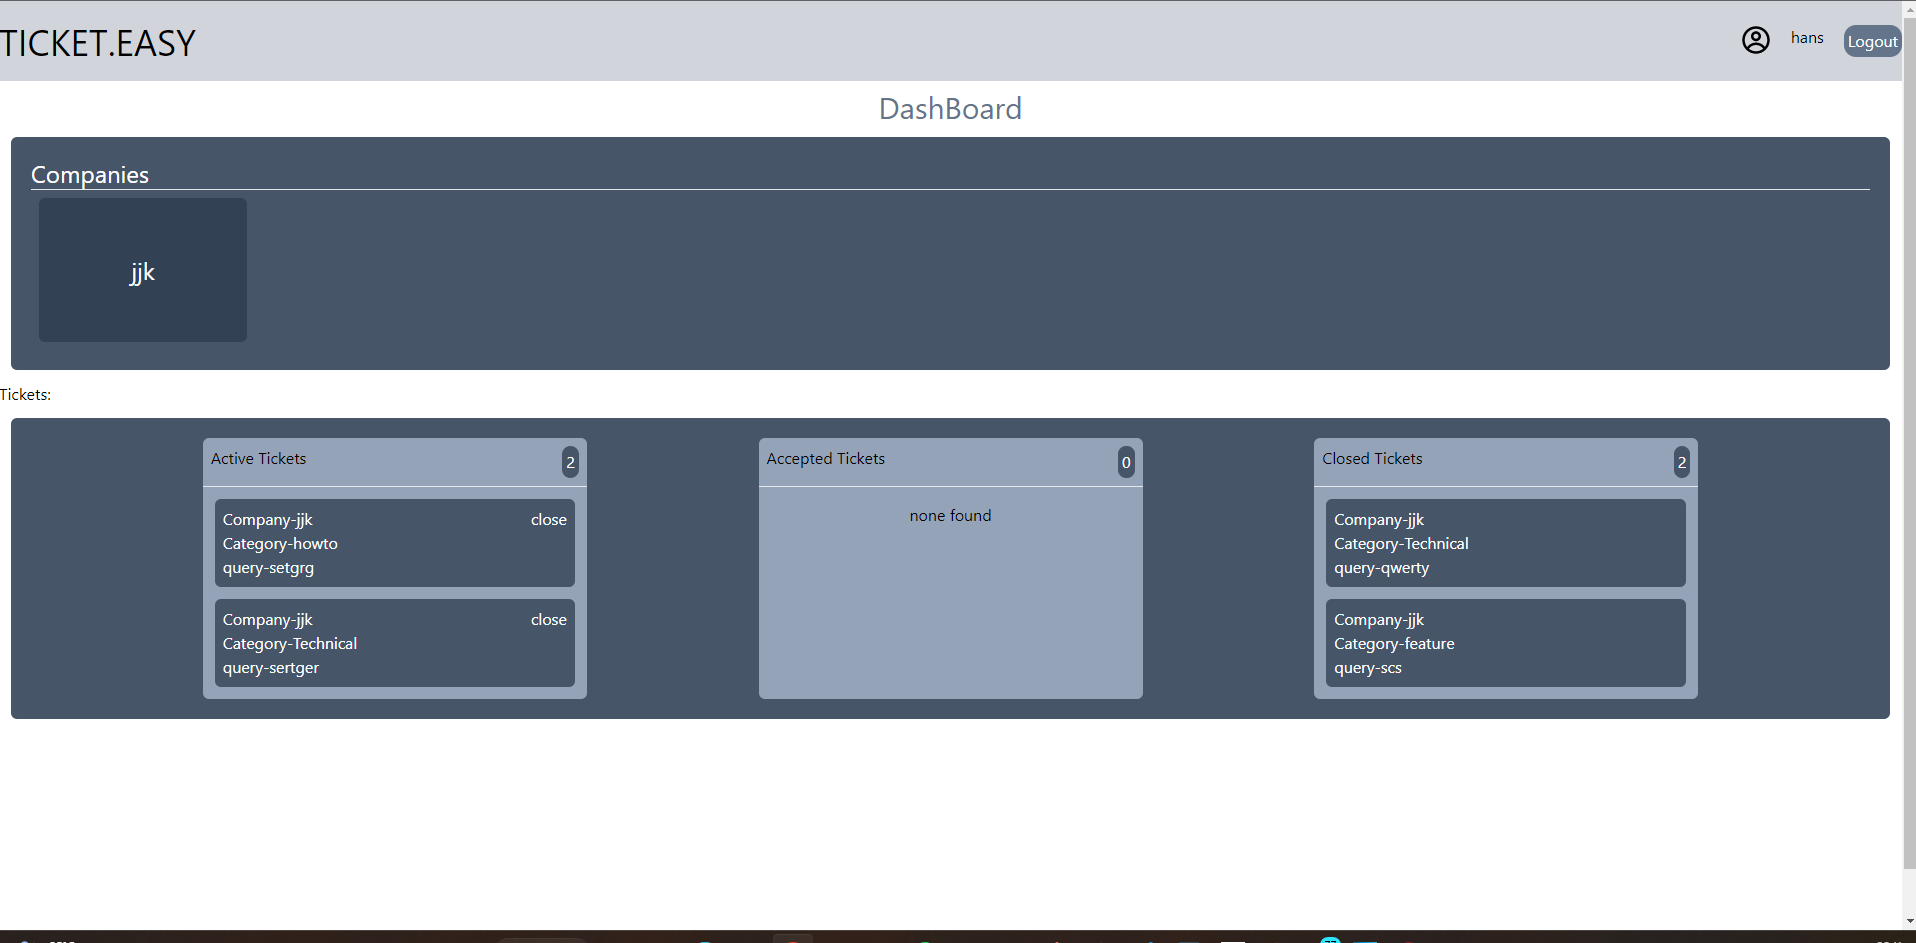 TICKET.EASY
hans
Logout
DashBoard
Companies
jjk
Tickets:
Active Tickets
2
Company-jjk
close
Category-howto
query-setgrg
Company-jjk
close
Category-Technical
query-sertger
Accepted Tickets
0
none found
Closed Tickets
2
Company-jjk
Category-Technical
query-qwerty
Company-jjk
Category-feature
query-scs